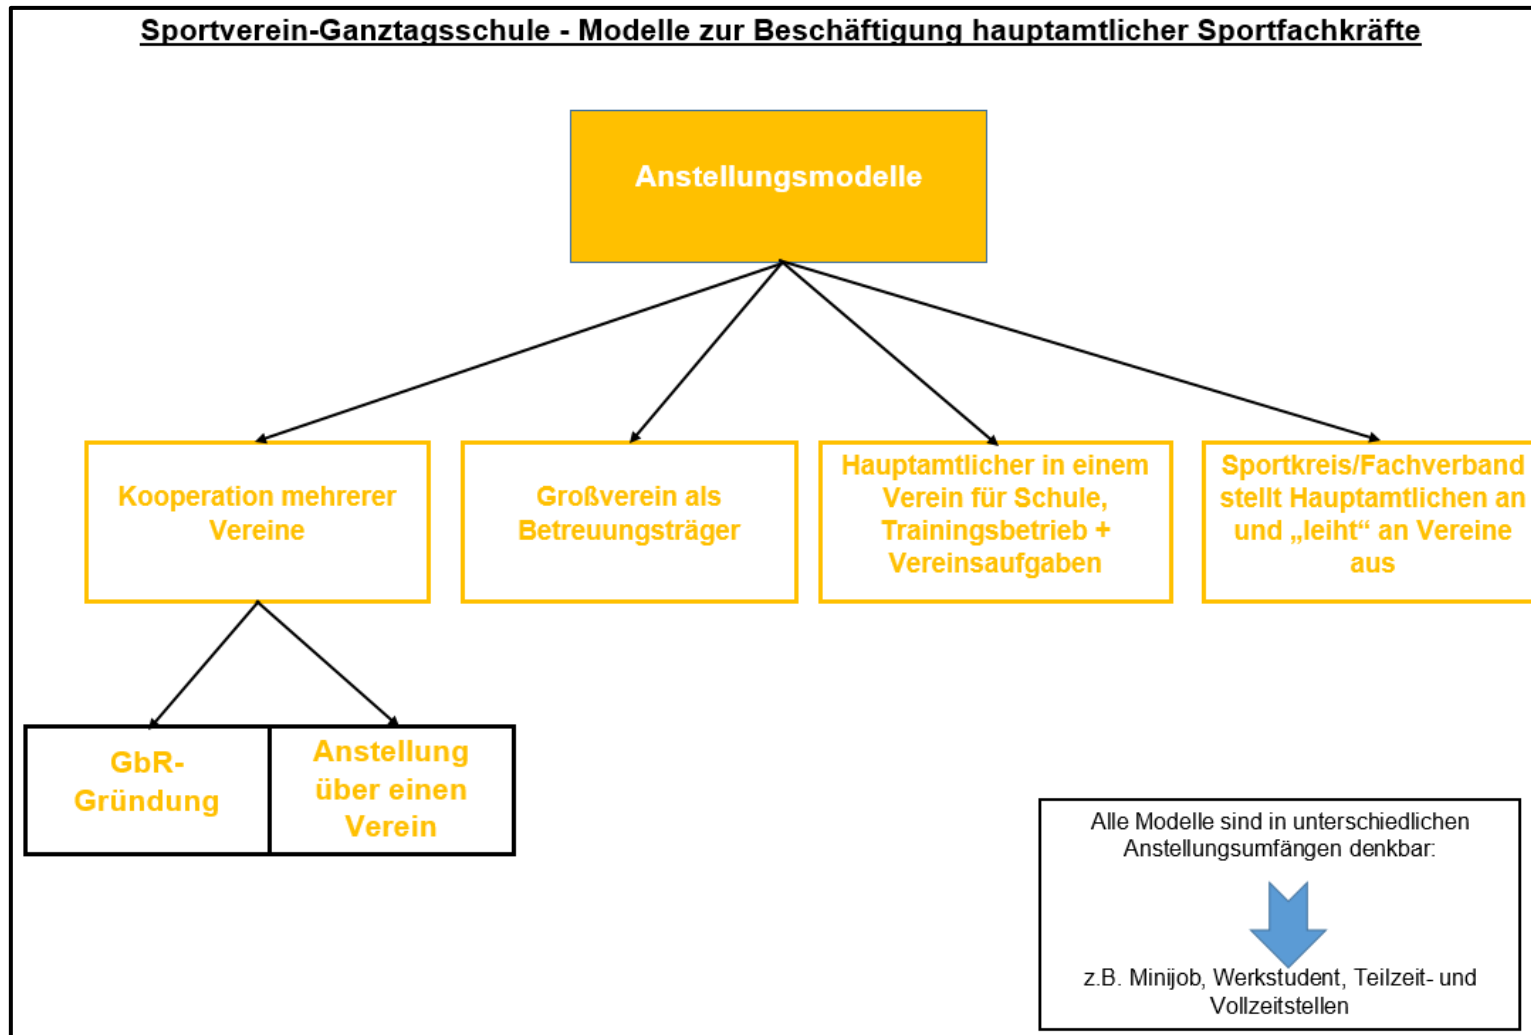 Sportverein-Ganztagsschule - Modelle zur Beschäftigung hauptamtlicher Sportfachkräfte
Anstellungsmodelle
Kooperation mehrerer
Vereine
Großverein als
Betreuungsträger
Hauptamtlicher in einem
Verein für Schule,
Trainingsbetrieb +
Vereinsaufgaben
Sportkreis/Fachverband
stellt Hauptamtlichen an
und „leiht“ an Vereine
aus
GbR-
Gründung
Anstellung
über einen
Verein
Alle Modelle sind in unterschiedlichen
Anstellungsumfängen denkbar:
z.B. Minijob, Werkstudent, Teilzeit- und
Vollzeitstellen